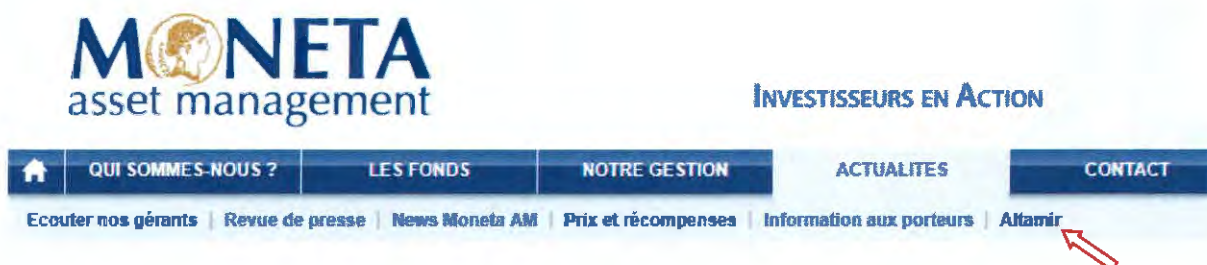 MONETA
asset management
INVESTISSEURS EN ACTION
QUI SOMMES-NOUS ? LES FONDS NOTRE GESTION ACTUALITES CONTACT
Ecouter nos gérants | Revue de presse | News Moneta AM | Prix et récompenses | Information aux porteurs | Altamir